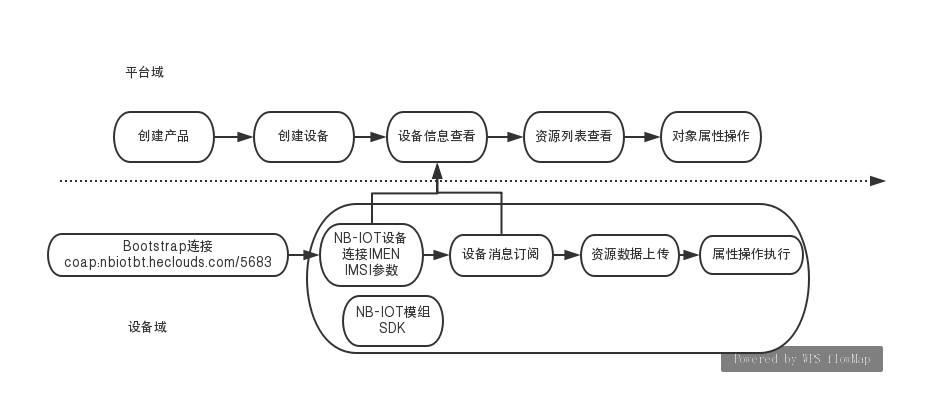 平台域
创建产品
创建设备
设备信息查看
资源列表查看
对象属性操作
Bootstrap连接
coap.nbiotbt.heclouds.com/5683
NB-IOT设备
连接IMEN
IMSI参数
设备消息订阅
资源数据上传
属性操作执行
NB-IOT模组
SDK
设备域
Powered by WPS flowMap